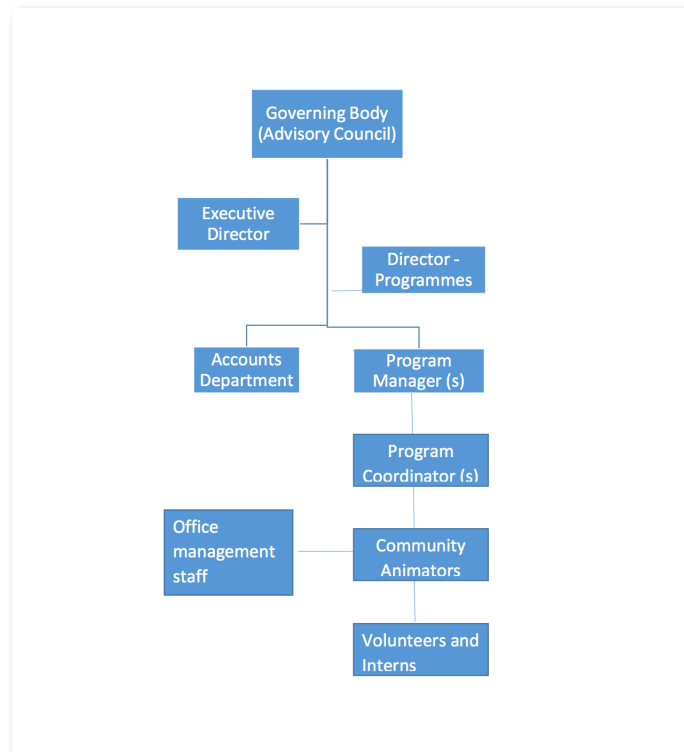 Governing Body
(Advisory Council)
Executive
Director
Director -
Programmes
Accounts
Department
Program
Manager (s)
Program
Coordinator (s)
Office
management
staff
Community
Animators
Volunteers and
Interns